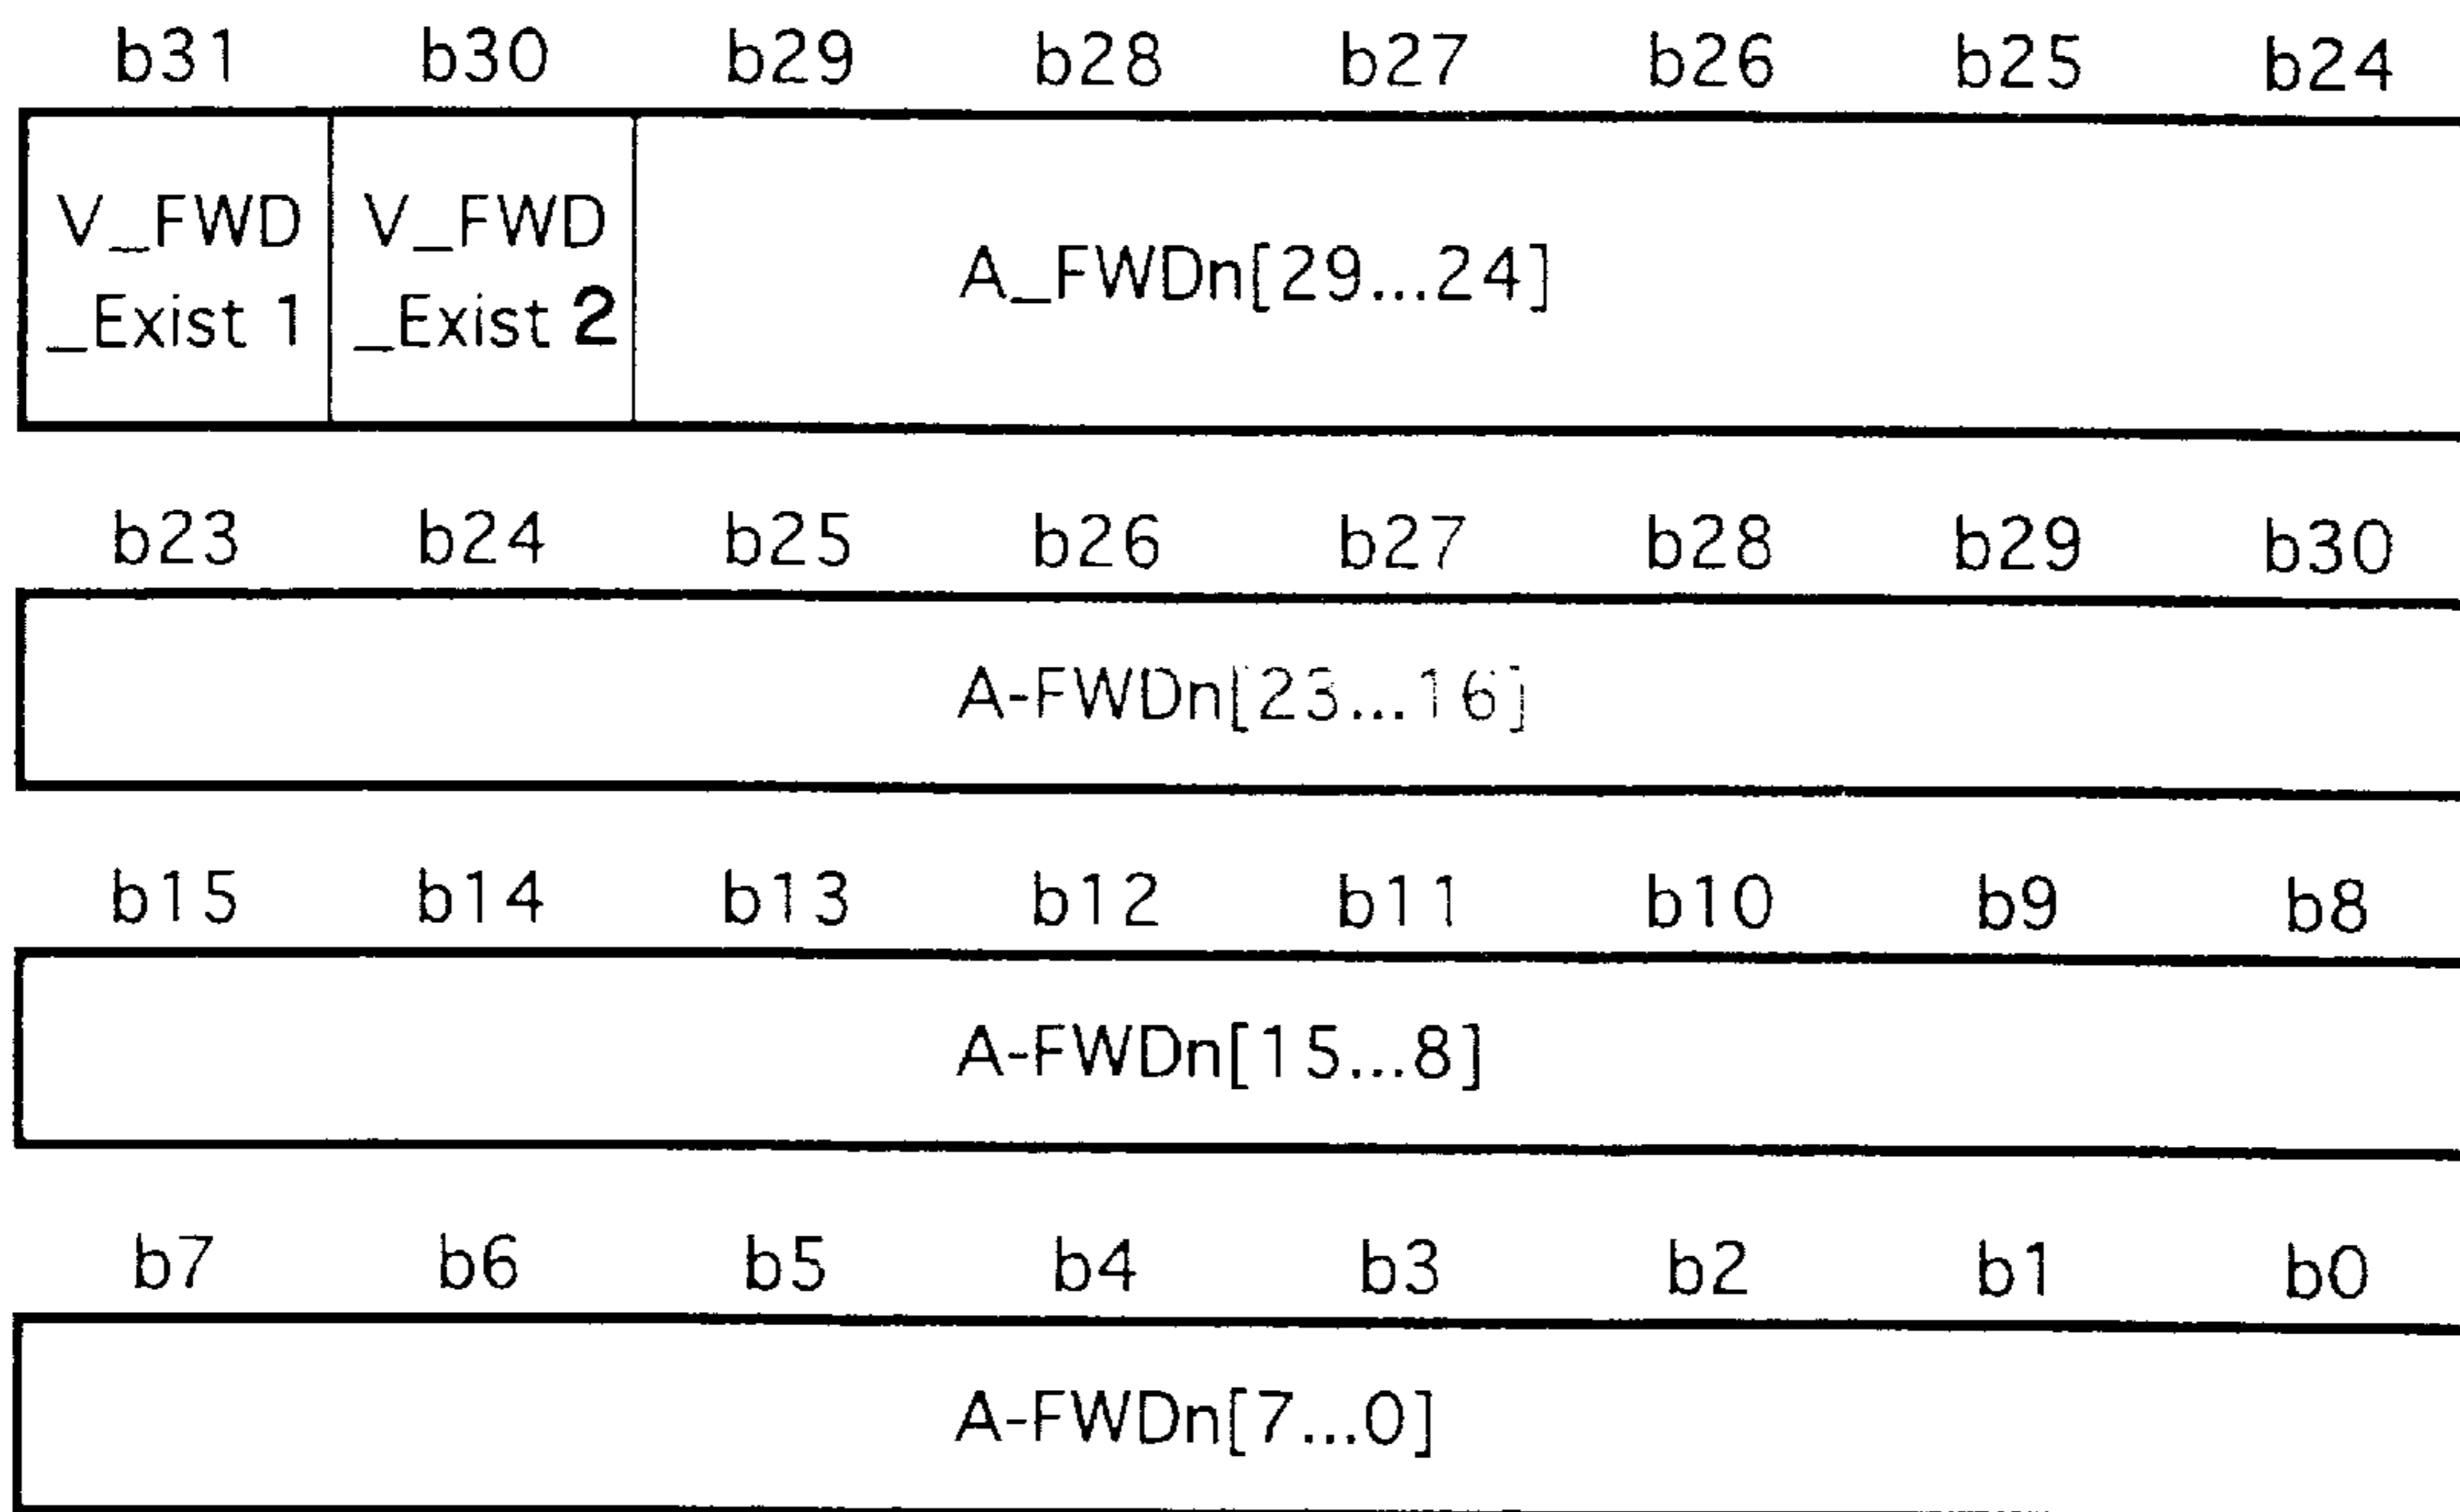 b31 b30 b29 b28 b27 b26 b25 b24
V_FWD V_FWD
A_FWDn[29...24]
_Exist 1 _Exist 2
b23 b24 b25 b26 b27 b28 b29 b30
A-FWDn[23...16]
b15 b14 b13 b12 b11 b10 b9 b8
A-FWDn[15...8]
b7 b6 b5 b4 b3 b2 b1 b0
A-FWDn[7...0]